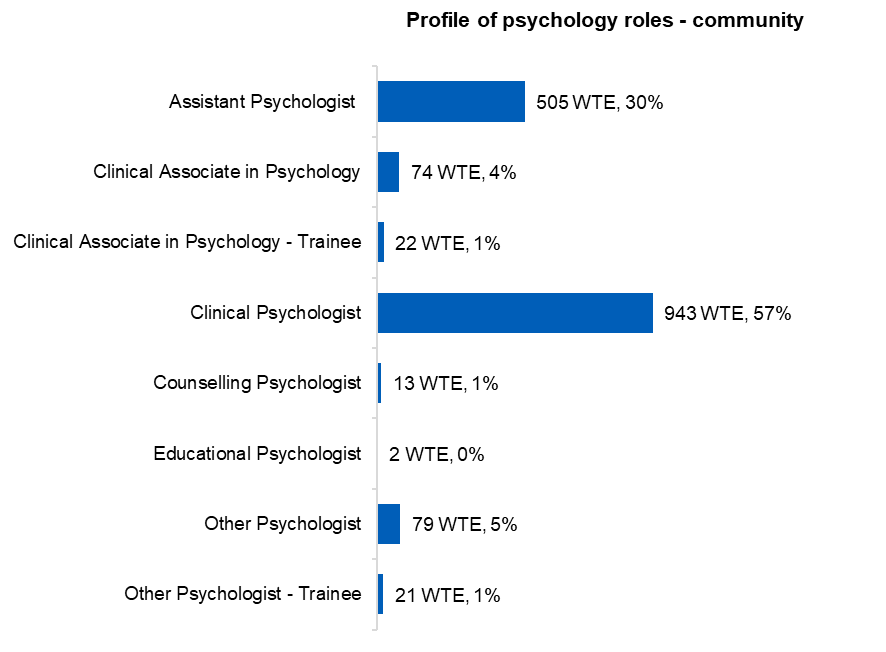 Profile of psychology roles - community
Assistant Psychologist 505 WTE, 30%
Clinical Associate in Psychology 74 WTE, 4%
Clinical Associate in Psychology - Trainee 22 WTE, 1%
Clinical Psychologist 943 WTE, 57%
Counselling Psychologist 13 WTE, 1%
Educational Psychologist 2 WTE, 0%
Other Psychologist 79 WTE, 5%
Other Psychologist - Trainee 21 WTE, 1%